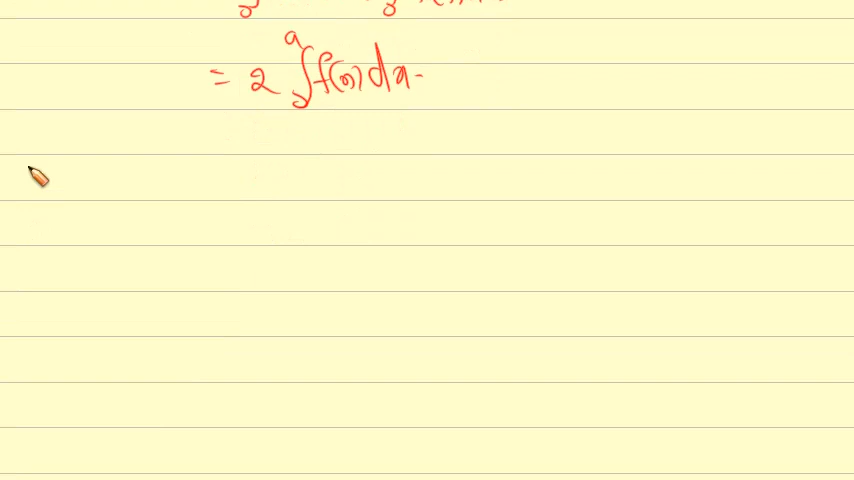 = 2 ∫₀ᵃ f(x) dx.